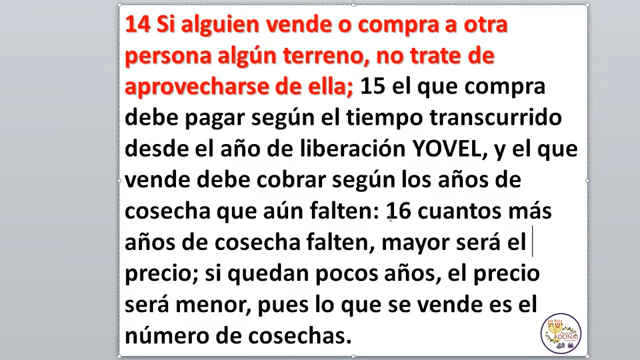 14 Si alguien vende o compra a otra
persona algún terreno, no trate de
aprovecharse de ella; 15 el que compra
debe pagar según el tiempo transcurrido
desde el año de liberación YOVEL, y el que
vende debe cobrar según los años de
cosecha que aún falten: 16 cuantos más
años de cosecha falten, mayor será el
precio; si quedan pocos años, el precio
será menor, pues lo que se vende es el
número de cosechas.